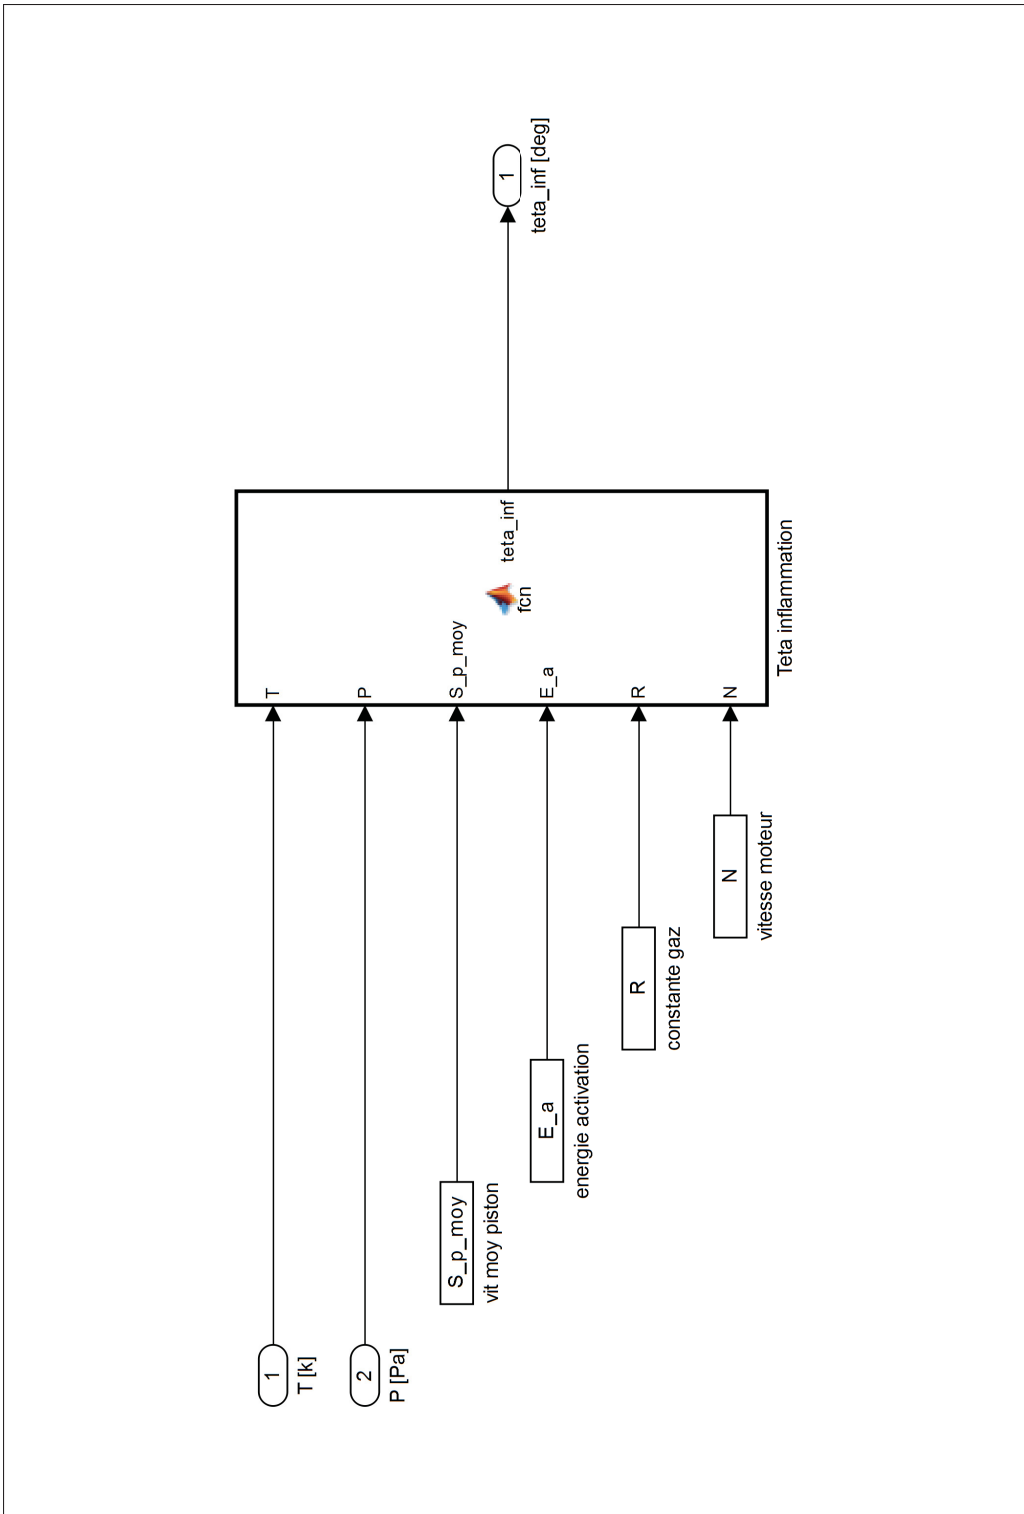 1
T [k]
2
P [Pa]
S_p_moy
vit moy piston
E_a
energie activation
R
constante gaz
N
vitesse moteur
T
P
S_p_moy
E_a
R
N
fcn
teta_inf
Teta inflammation
1
teta_inf [deg]